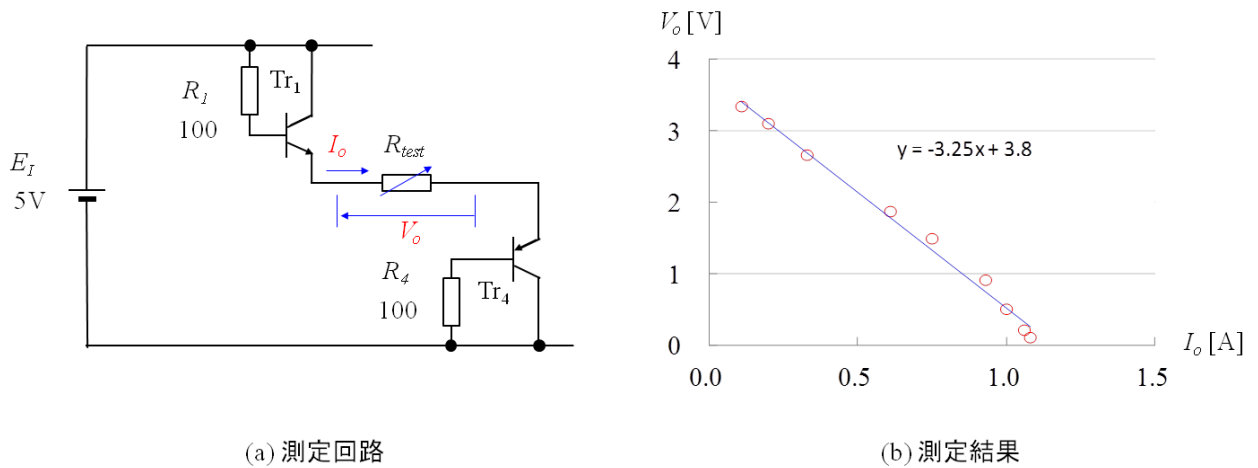 R1
100
Tr1
EI
5V
Io
Rtest
Vo
R4
100
Tr4
(a) 測定回路
Vo [V]
4
3
2
1
0
y = -3.25x + 3.8
0.0
0.5
1.0
1.5
Io [A]
(b) 測定結果